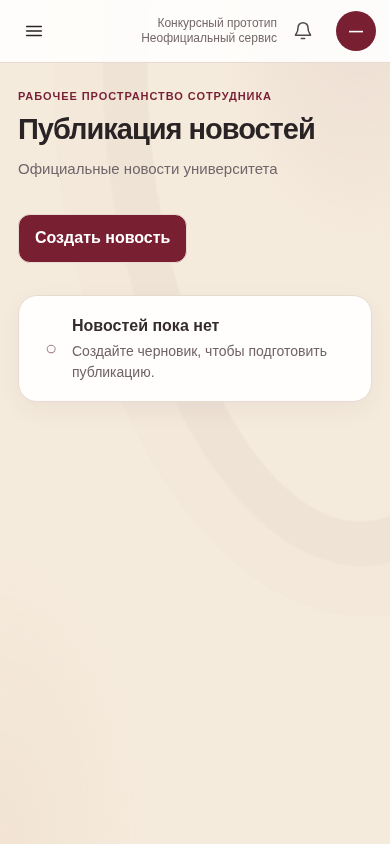 Конкурсный прототип
Неофициальный сервис
—
РАБОЧЕЕ ПРОСТРАНСТВО СОТРУДНИКА
Публикация новостей
Официальные новости университета
Создать новость
Новостей пока нет
Создайте черновик, чтобы подготовить
публикацию.